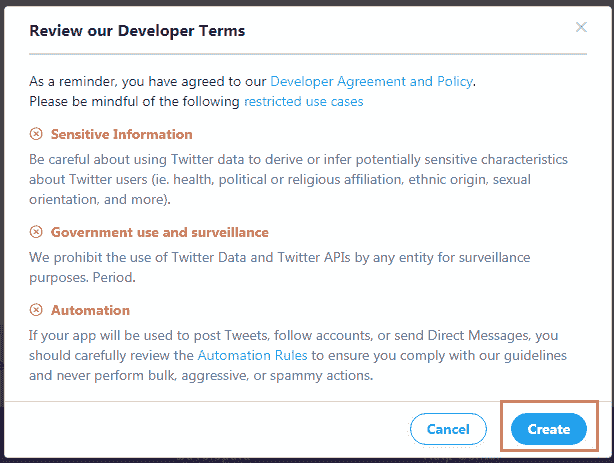 Review our Developer Terms
As a reminder, you have agreed to our Developer Agreement and Policy.
Please be mindful of the following restricted use cases
Sensitive Information
Be careful about using Twitter data to derive or infer potentially sensitive characteristics
about Twitter users (ie. health, political or religious affiliation, ethnic origin, sexual
orientation, and more).
Government use and surveillance
We prohibit the use of Twitter Data and Twitter APIs by any entity for surveillance
purposes. Period.
Automation
If your app will be used to post Tweets, follow accounts, or send Direct Messages, you
should carefully review the Automation Rules to ensure you comply with our guidelines
and never perform bulk, aggressive, or spammy actions.
Cancel Create